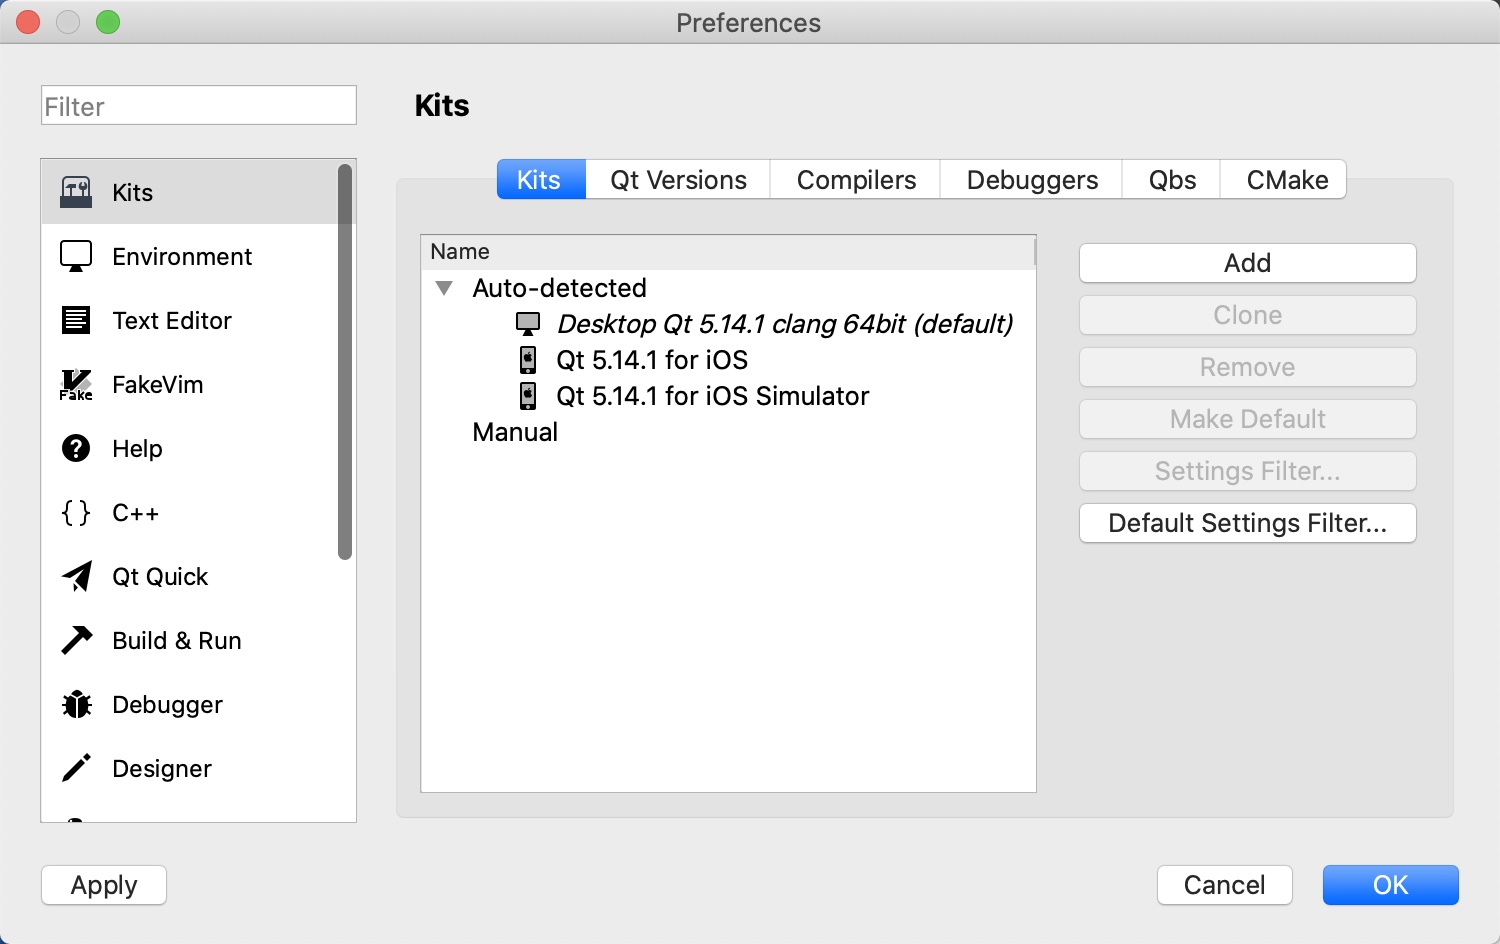 Preferences
Filter
Kits
Environment
Text Editor
Fake
FakeVim
Help
C++
Qt Quick
Build & Run
Debugger
Designer
Kits
Kits
Qt Versions
Compilers
Debuggers
Qbs
CMake
Name
Auto-detected
Desktop Qt 5.14.1 clang 64bit (default)
Qt 5.14.1 for iOS
Qt 5.14.1 for iOS Simulator
Manual
Add
Clone
Remove
Make Default
Settings Filter...
Default Settings Filter...
Apply
Cancel
OK